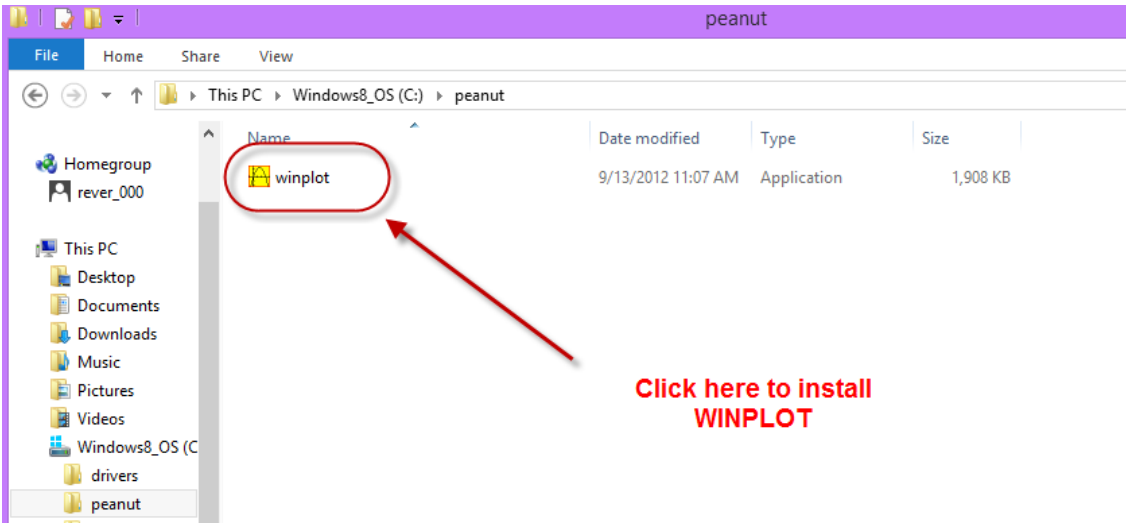 peanut
File Home Share View
This PC Windows8_OS (C:) peanut
Name Date modified Type Size
Homegroup
rever_000
winplot 9/13/2012 11:07 AM Application 1,908 KB
This PC
Desktop
Documents
Downloads
Music
Pictures
Videos
Windows8_OS (C
drivers
peanut
Click here to install
WINPLOT